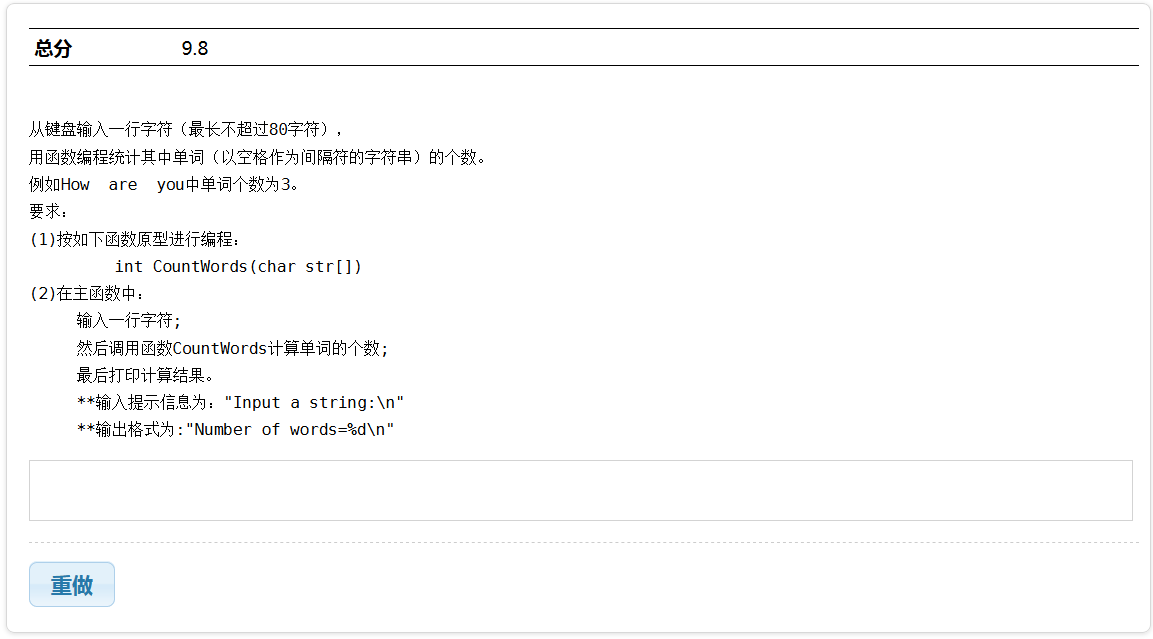 总分 9.8
从键盘输入一行字符（最长不超过80字符），
用函数编程统计其中单词（以空格作为间隔符的字符串）的个数。
例如How  are  you中单词个数为3。
要求：
(1)按如下函数原型进行编程：
int CountWords(char str[])
(2)在主函数中：
输入一行字符;
然后调用函数CountWords计算单词的个数;
最后打印计算结果。
**输入提示信息为："Input a string:\n"
**输出格式为:"Number of words=%d\n"
重做